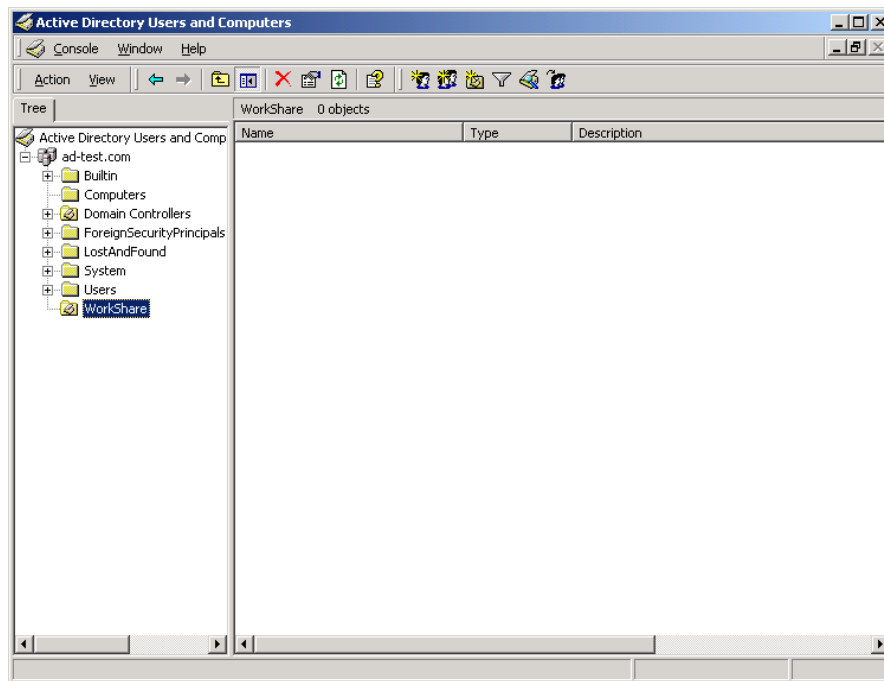 Active Directory Users and Computers
Console Window Help
Action View
Tree
WorkShare 0 objects
Active Directory Users and Comp
ad-test.com
Builtin
Computers
Domain Controllers
ForeignSecurityPrincipals
LostAndFound
System
Users
WorkShare
Name Type Description